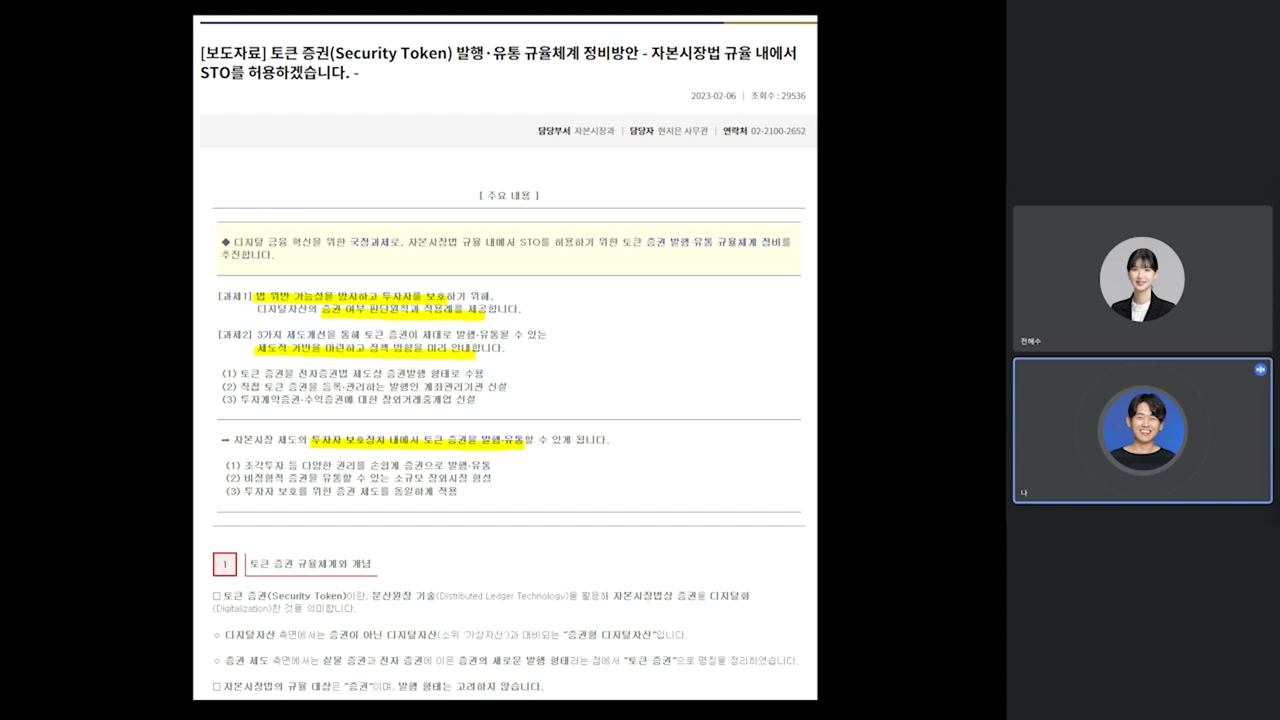 [보도자료] 토큰 증권(Security Token) 발행·유통 규율체계 정비방안 - 자본시장법 규율 내에서
STO를 허용하겠습니다. -
2023-02-06 | 조회수 : 29536
담당부서 자본시장과 | 담당자 현지은 사무관 | 연락처 02-2100-2652
[ 주요 내용 ]
◆ 디지털 금융 혁신을 위한 국정과제로, 자본시장법 규율 내에서 STO를 허용하기 위한 토큰 증권 발행·유통 규율체계 정비를
추진합니다.
[과제1] 법 위반 가능성을 방지하고 투자자를 보호하기 위해,
디지털자산의 증권 여부 판단원칙과 적용례를 제공합니다.
[과제2] 3가지 제도개선을 통해 토큰 증권이 제대로 발행·유통될 수 있는
제도적 기반을 마련하고 정책 방향을 미리 안내합니다.
(1) 토큰 증권을 전자증권법 제도상 증권발행 형태로 수용
(2) 직접 토큰 증권을 등록·관리하는 발행인 계좌관리기관 신설
(3) 투자계약증권·수익증권에 대한 장외거래중개업 신설
➡ 자본시장 제도의 투자자 보호장치 내에서 토큰 증권을 발행·유통할 수 있게 됩니다.
(1) 조각투자 등 다양한 권리를 손쉽게 증권으로 발행·유통
(2) 비정형적 증권을 유통할 수 있는 소규모 장외시장 형성
(3) 투자자 보호를 위한 증권 제도를 동일하게 적용
1 토큰 증권 규율체계와 개념
□ 토큰 증권(Security Token)이란, 분산원장 기술(Distributed Ledger Technology)을 활용해 자본시장법상 증권을 디지털화
(Digitalization)한 것을 의미합니다.
○ 디지털자산 측면에서는 증권이 아닌 디지털자산(소위 '가상자산')과 대비되는 "증권형 디지털자산"입니다.
○ 증권 제도 측면에서는 실물 증권과 전자 증권에 이은 증권의 새로운 발행 형태라는 점에서 "토큰 증권"으로 명칭을 정리하였습니다.
□ 자본시장법의 규율 대상은 "증권"이며, 발행 형태는 고려하지 않습니다.
전혜수
나